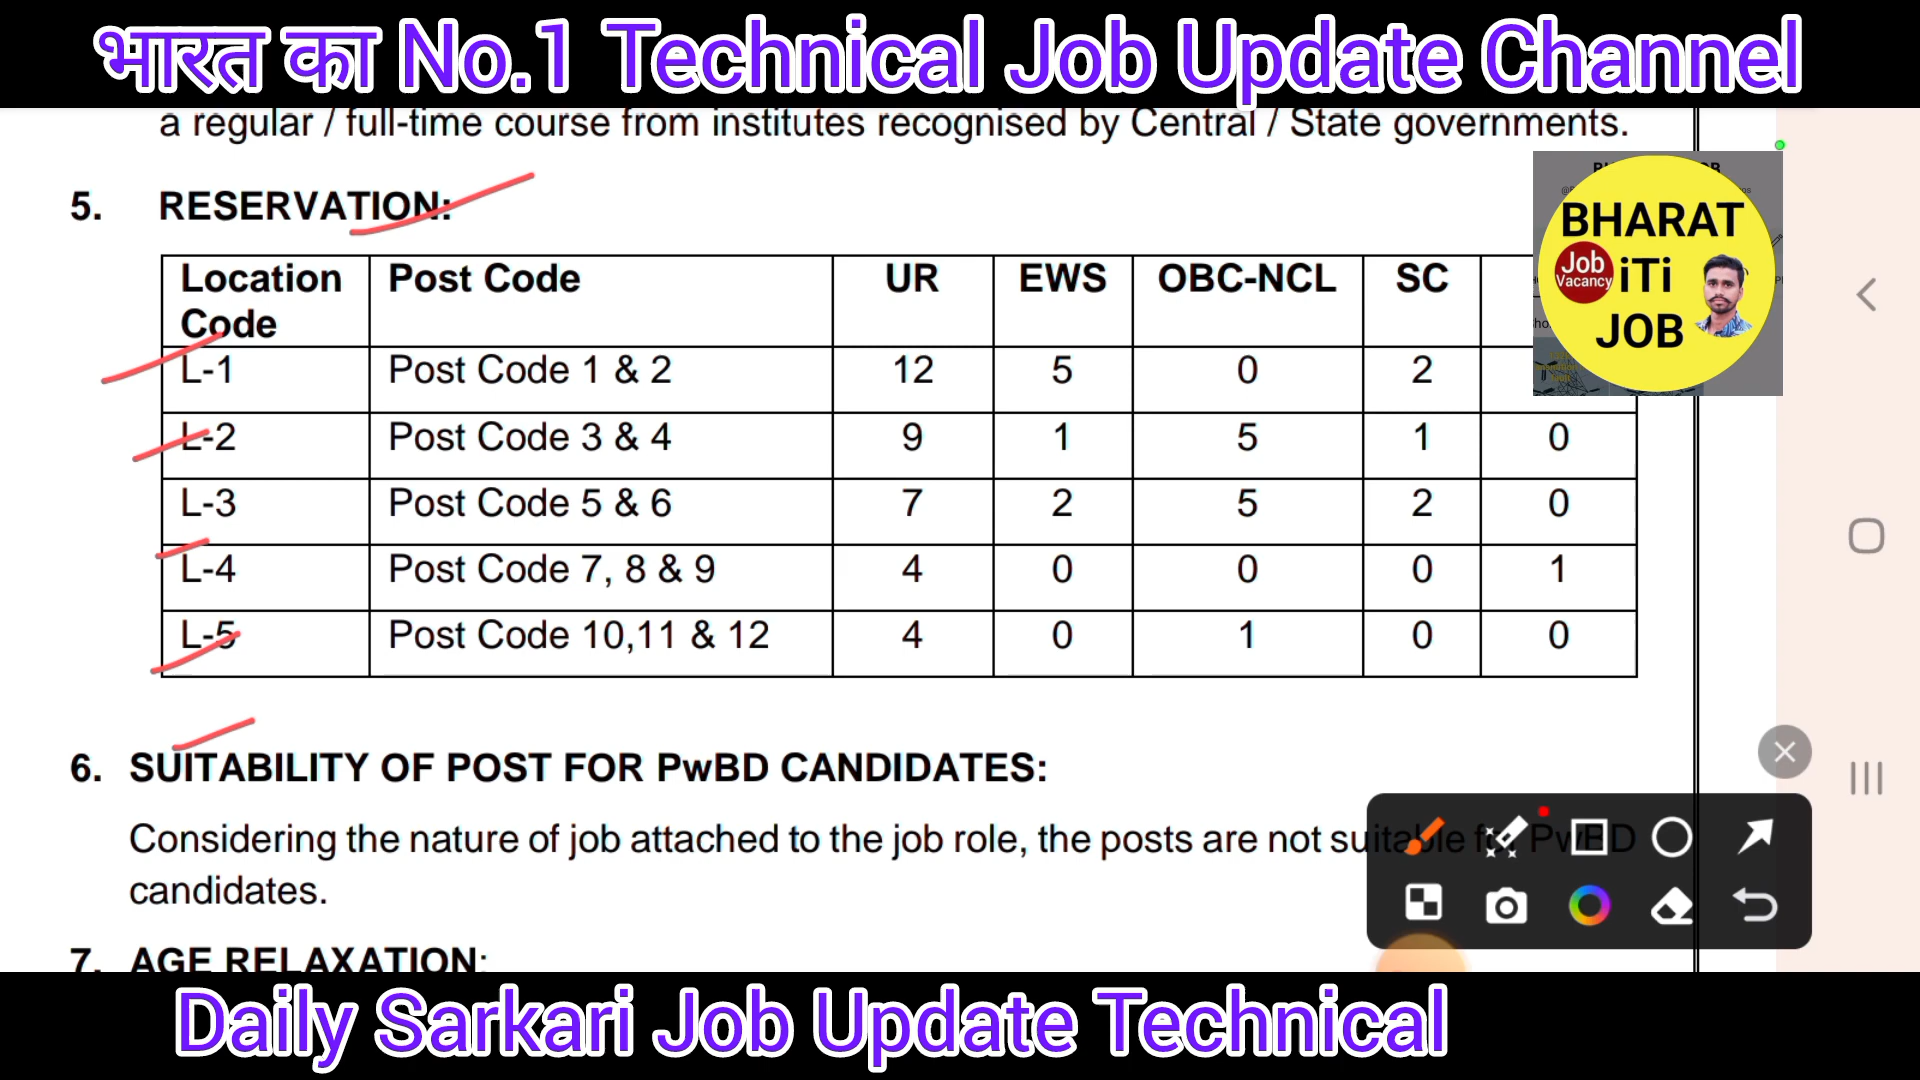 भारत का No.1 Technical Job Update Channel
a regular / full-time course from institutes recognised by Central / State governments.
5. RESERVATION:
Location Code Post Code UR EWS OBC-NCL SC
L-1 Post Code 1 & 2 12 5 0 2
L-2 Post Code 3 & 4 9 1 5 1 0
L-3 Post Code 5 & 6 7 2 5 2 0
L-4 Post Code 7, 8 & 9 4 0 0 0 1
L-5 Post Code 10,11 & 12 4 0 1 0 0
BHARAT
Job Vacancy iTi
JOB
6. SUITABILITY OF POST FOR PwBD CANDIDATES:
Considering the nature of job attached to the job role, the posts are not suitable for PwBD
candidates.
7. AGE RELAXATION:
Daily Sarkari Job Update Technical